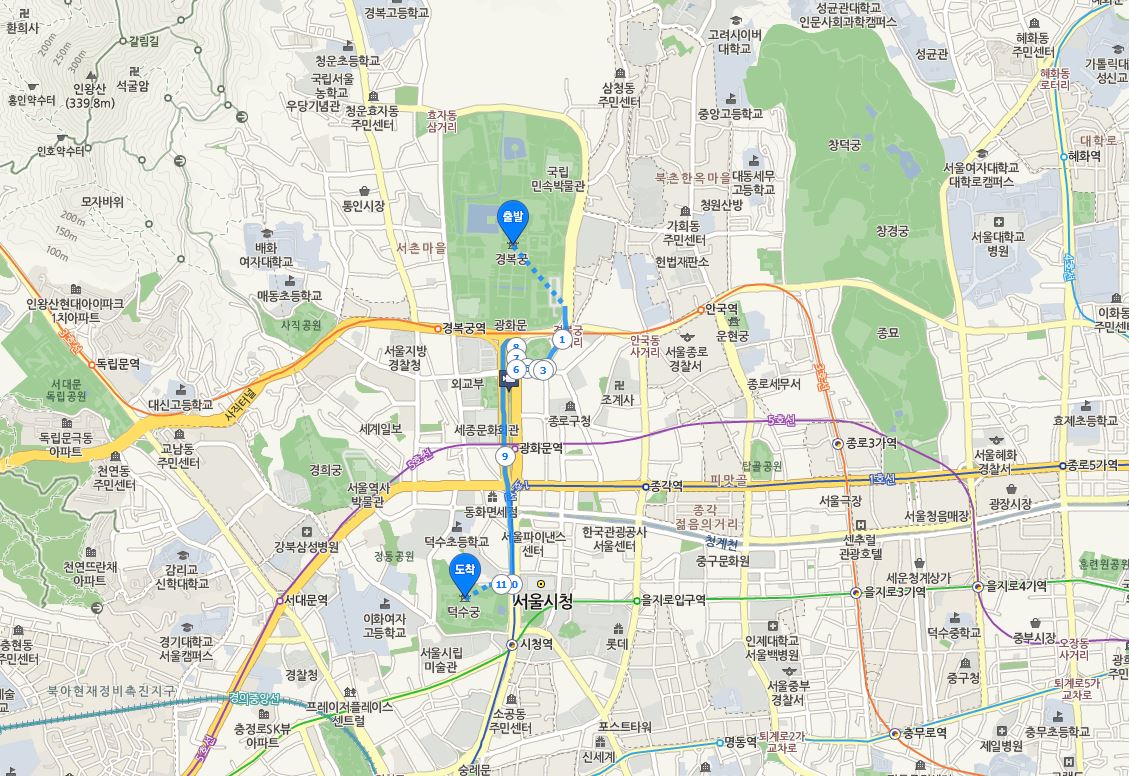 환희사
갈림길
200m
250m
300m
인왕산
(339.8m)
석굴암
홍인약수터
인호약수터
모자바위
200m
150m
100m
경복고등학교
청운초등학교
국립서울
농학교
우당기념관
청운효자동
주민센터
효자동
삼거리
통인시장
배화
여자대학교
서촌마을
매동초등학교
사직공원
인왕산현대아이파크
1차아파트
3호선
독립문역
서대문
독립공원
대신고등학교
사직터널
독립문극동
아파트
천연동
주민센터
교남동
주민센터
경희궁
서울역사
박물관
세계일보
서울지방
경찰청
경복궁역
외교부
세종문화회관
5호선
국립
민속박물관
출발
경복궁
광화문
삼청동
주민센터
고려사이버
대학교
중앙고등학교
성균관대학교
인문사회과학캠퍼스
성균관
혜화동
주민센터
혜화동
로터리
가톨릭대
성신교
대학로
혜화역
북촌한옥마을
대동세무
고등학교
청원산방
가회동
주민센터
헌법재판소
창덕궁
창경궁
서울여자대학교
대학로캠퍼스
서울대학교
병원
4호선
이화동
주민센터
안국역
운현궁
안국동
사거리
서울종로
경찰서
종로세무서
종묘
3호선
1
3
6
7
8
9
조계사
종로구청
광화문역
5호선
종로3가역
탑골공원
피맛골
종각역
1호선
종로5가역
효제초등학교
서울혜화
경찰서
광장시장
서울청음매장
서울극장
종각
젊음의거리
청계천
동화면세점
덕수초등학교
서울파이낸스
센터
한국관광공사
서울센터
중구문화원
센츄럴
관광호텔
세운청계상가
강북삼성병원
정동공원
도착
덕수궁
11
0
서울시청
을지로입구역
을지로3가역
을지로4가역
훈련원공원
천연뜨란채
아파트
감리교
신학대학교
서대문역
이화여자
고등학교
시청역
서울시립
미술관
롯데
인제대학교
서울백병원
덕수중학교
중부시장
오장동
사거리
충현동
주민센터
경기대학교
서울캠퍼스
경찰청
북아현재정비촉진지구
경의중앙선
프레이저플레이스
센트럴
충정로SK뷰
아파트
5호선
소공동
주민센터
숭례문
포스트타워
신세계
명동역
서울중부
경찰서
퇴계로2가
교차로
중구청
퇴계로5가
교차로
충무로역
충무초등학교
제일병원